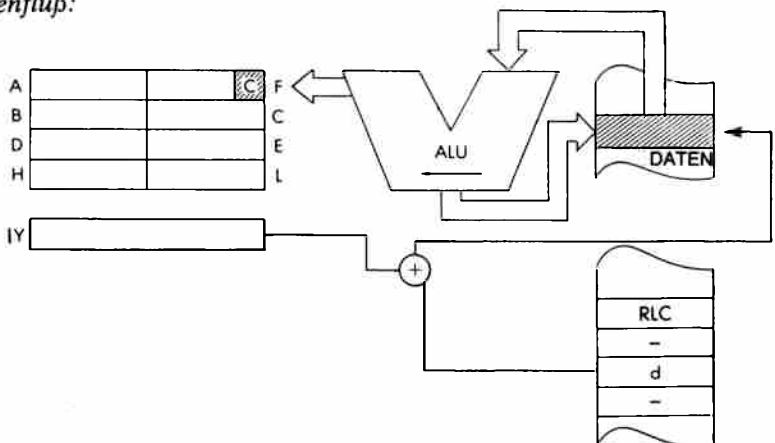 enfluß:
A C F
B C
D E
H L
ALU
DATEN
IY
+
RLC
–
d
–